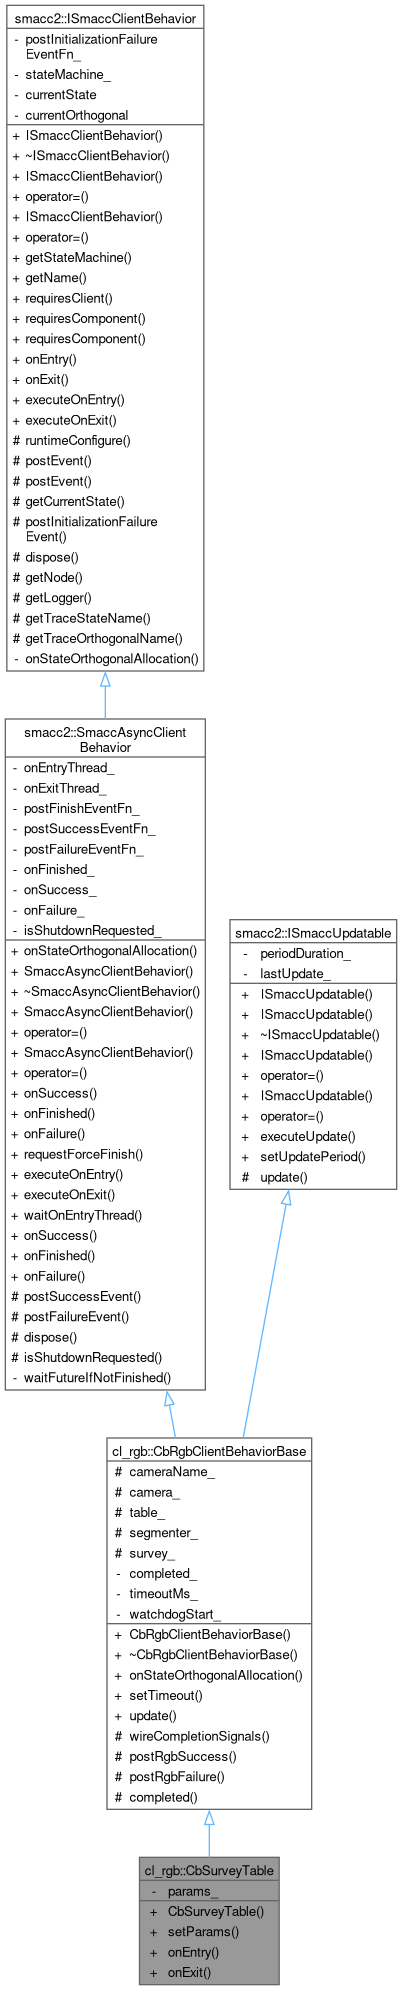 smacc2::ISmaccClientBehavior
- postInitializationFailure
EventFn_
- stateMachine_
- currentState
- currentOrthogonal
+ ISmaccClientBehavior()
+ ~ISmaccClientBehavior()
+ ISmaccClientBehavior()
+ operator=()
+ ISmaccClientBehavior()
+ operator=()
+ getStateMachine()
+ getName()
+ requiresClient()
+ requiresComponent()
+ requiresComponent()
+ onEntry()
+ onExit()
+ executeOnEntry()
+ executeOnExit()
# runtimeConfigure()
# postEvent()
# postEvent()
# getCurrentState()
# postInitializationFailure
Event()
# dispose()
# getNode()
# getLogger()
# getTraceStateName()
# getTraceOrthogonalName()
- onStateOrthogonalAllocation()
smacc2::SmaccAsyncClient
Behavior
- onEntryThread_
- onExitThread_
- postFinishEventFn_
- postSuccessEventFn_
- postFailureEventFn_
- onFinished_
- onSuccess_
- onFailure_
- isShutdownRequested_
+ onStateOrthogonalAllocation()
+ SmaccAsyncClientBehavior()
+ ~SmaccAsyncClientBehavior()
+ SmaccAsyncClientBehavior()
+ operator=()
+ SmaccAsyncClientBehavior()
+ operator=()
+ onSuccess()
+ onFinished()
+ onFailure()
+ requestForceFinish()
+ executeOnEntry()
+ executeOnExit()
+ waitOnEntryThread()
+ onSuccess()
+ onFinished()
+ onFailure()
# postSuccessEvent()
# postFailureEvent()
# dispose()
# isShutdownRequested()
- waitFutureIfNotFinished()
smacc2::ISmaccUpdatable
- periodDuration_
- lastUpdate_
+ ISmaccUpdatable()
+ ISmaccUpdatable()
+ ~ISmaccUpdatable()
+ ISmaccUpdatable()
+ operator=()
+ ISmaccUpdatable()
+ operator=()
+ executeUpdate()
+ setUpdatePeriod()
# update()
cl_rgb::CbRgbClientBehaviorBase
# cameraName_
# camera_
# table_
# segmenter_
# survey_
- completed_
- timeoutMs_
- watchdogStart_
+ CbRgbClientBehaviorBase()
+ ~CbRgbClientBehaviorBase()
+ onStateOrthogonalAllocation()
+ setTimeout()
+ update()
# wireCompletionSignals()
# postRgbSuccess()
# postRgbFailure()
# completed()
cl_rgb::CbSurveyTable
- params_
+ CbSurveyTable()
+ setParams()
+ onEntry()
+ onExit()